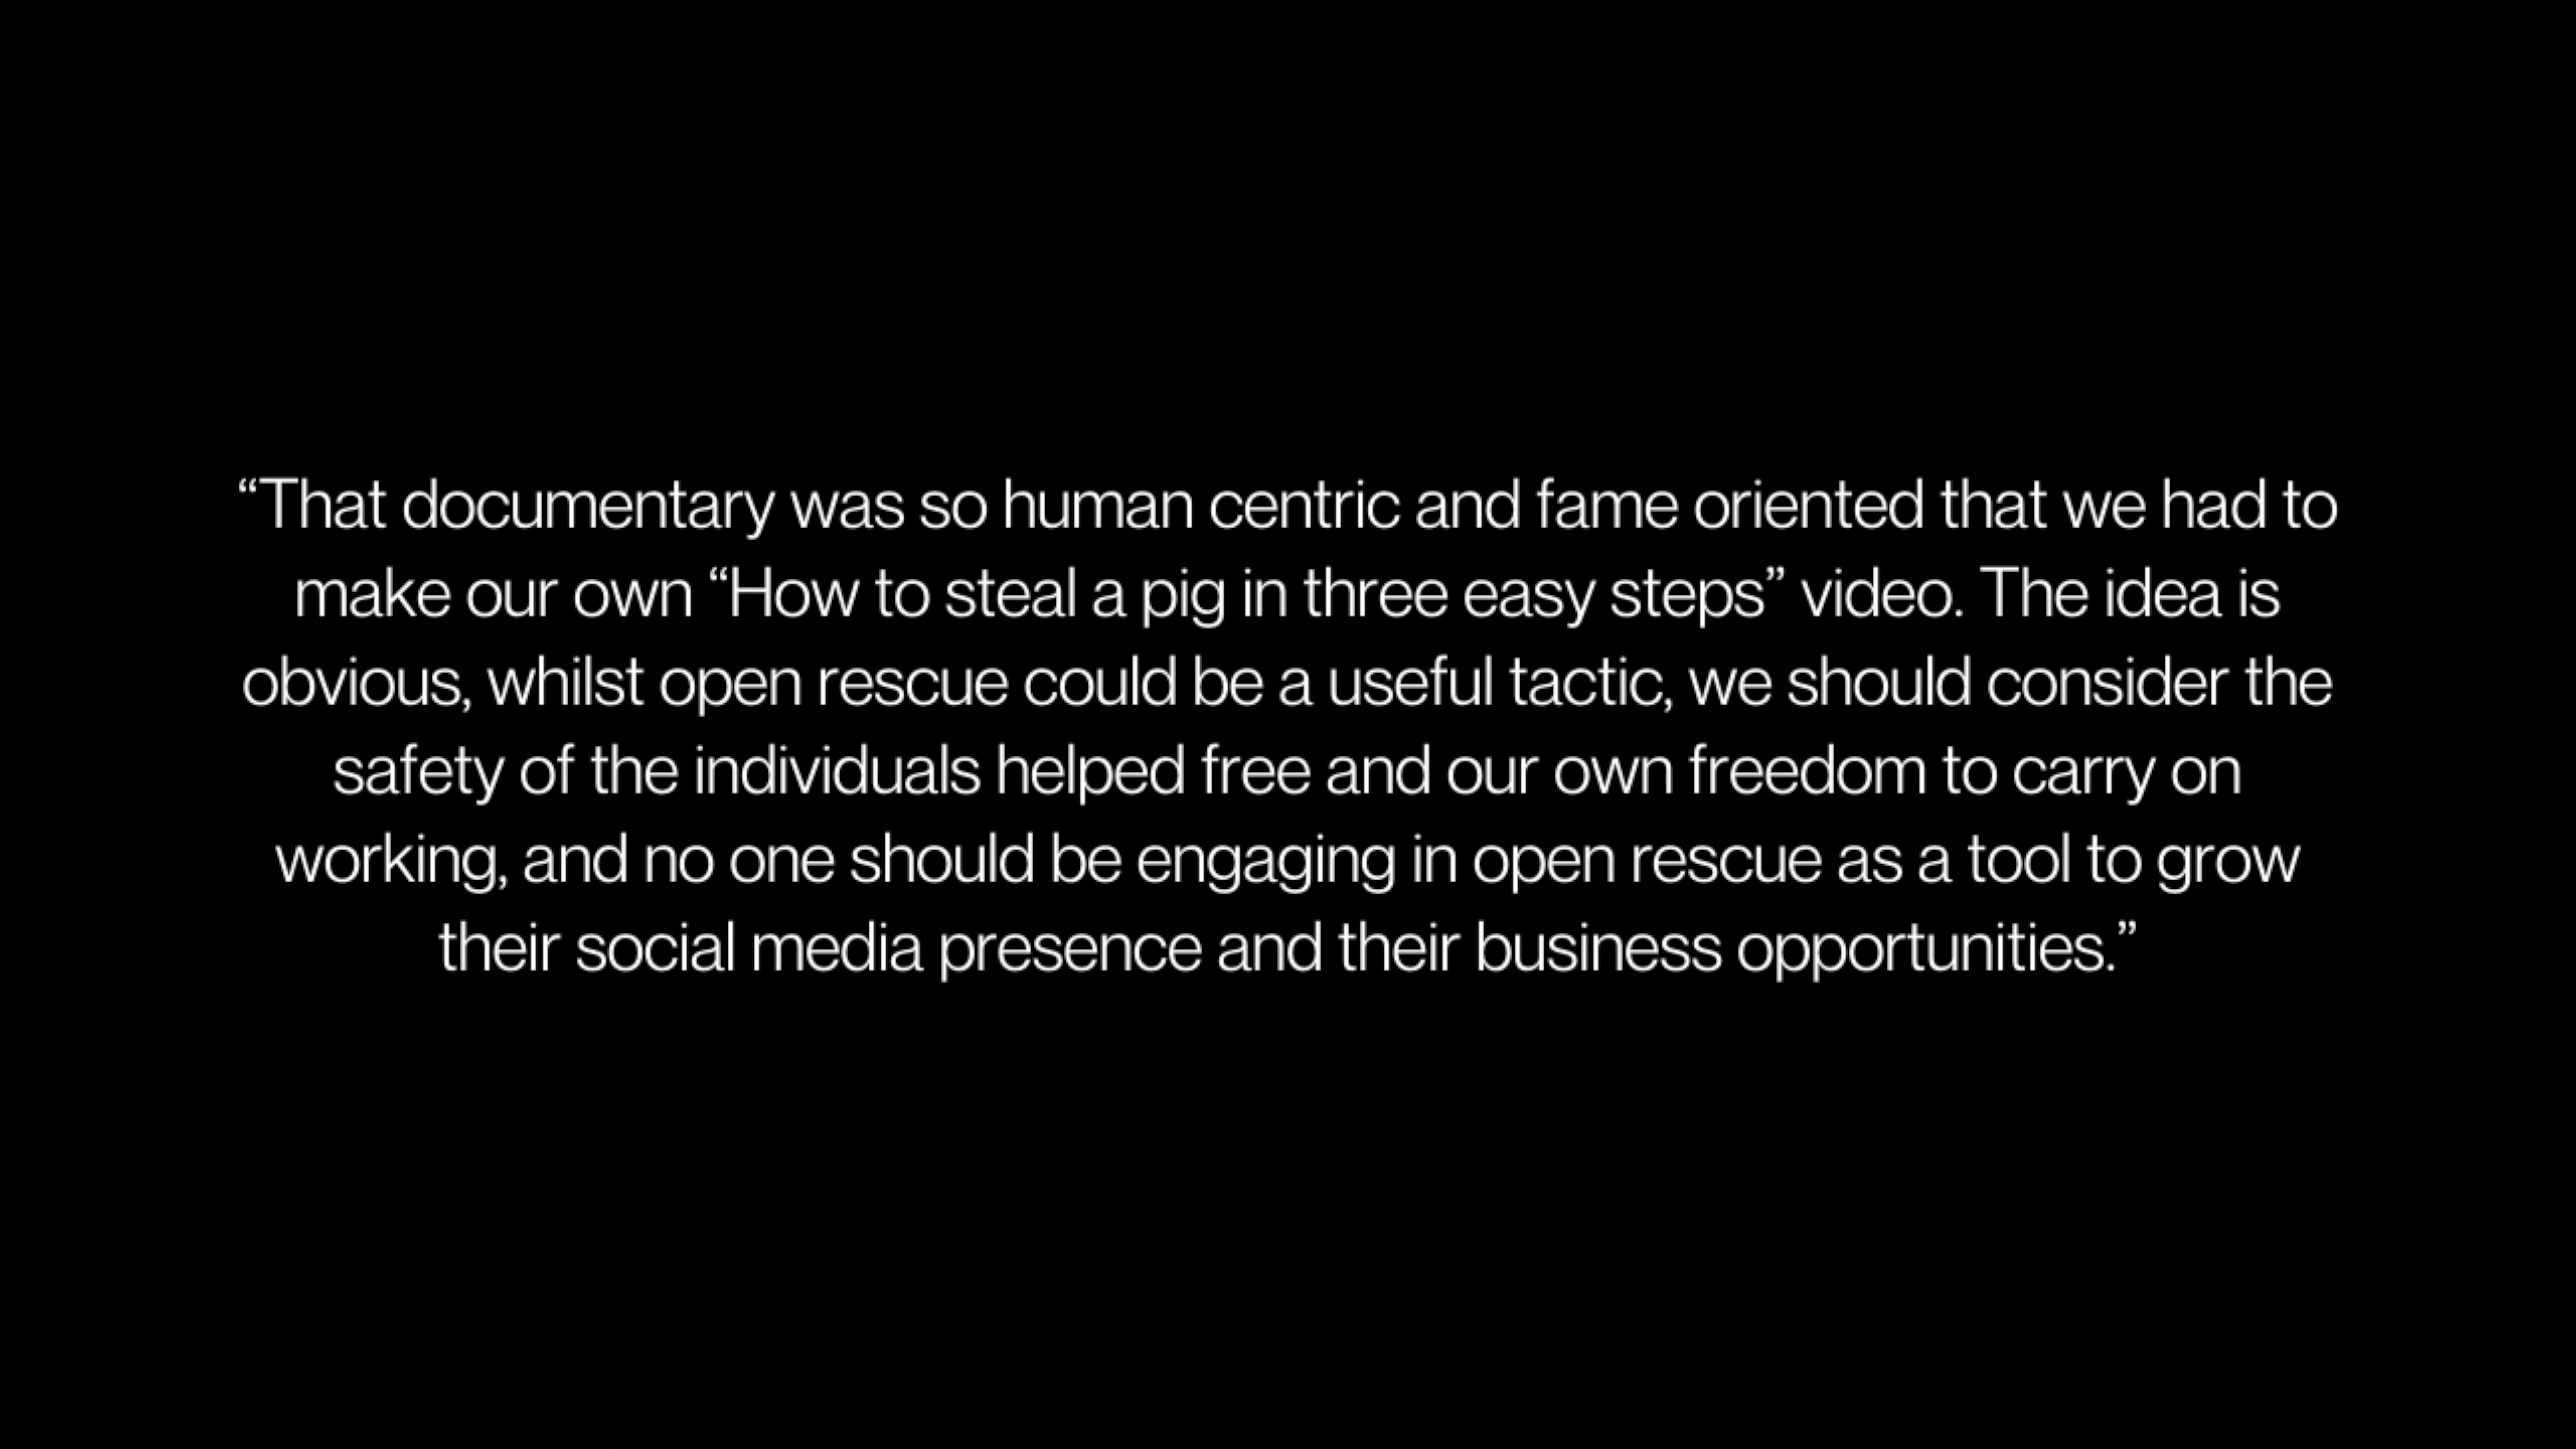 “That documentary was so human centric and fame oriented that we had to
make our own “How to steal a pig in three easy steps” video. The idea is
obvious, whilst open rescue could be a useful tactic, we should consider the
safety of the individuals helped free and our own freedom to carry on
working, and no one should be engaging in open rescue as a tool to grow
their social media presence and their business opportunities.”